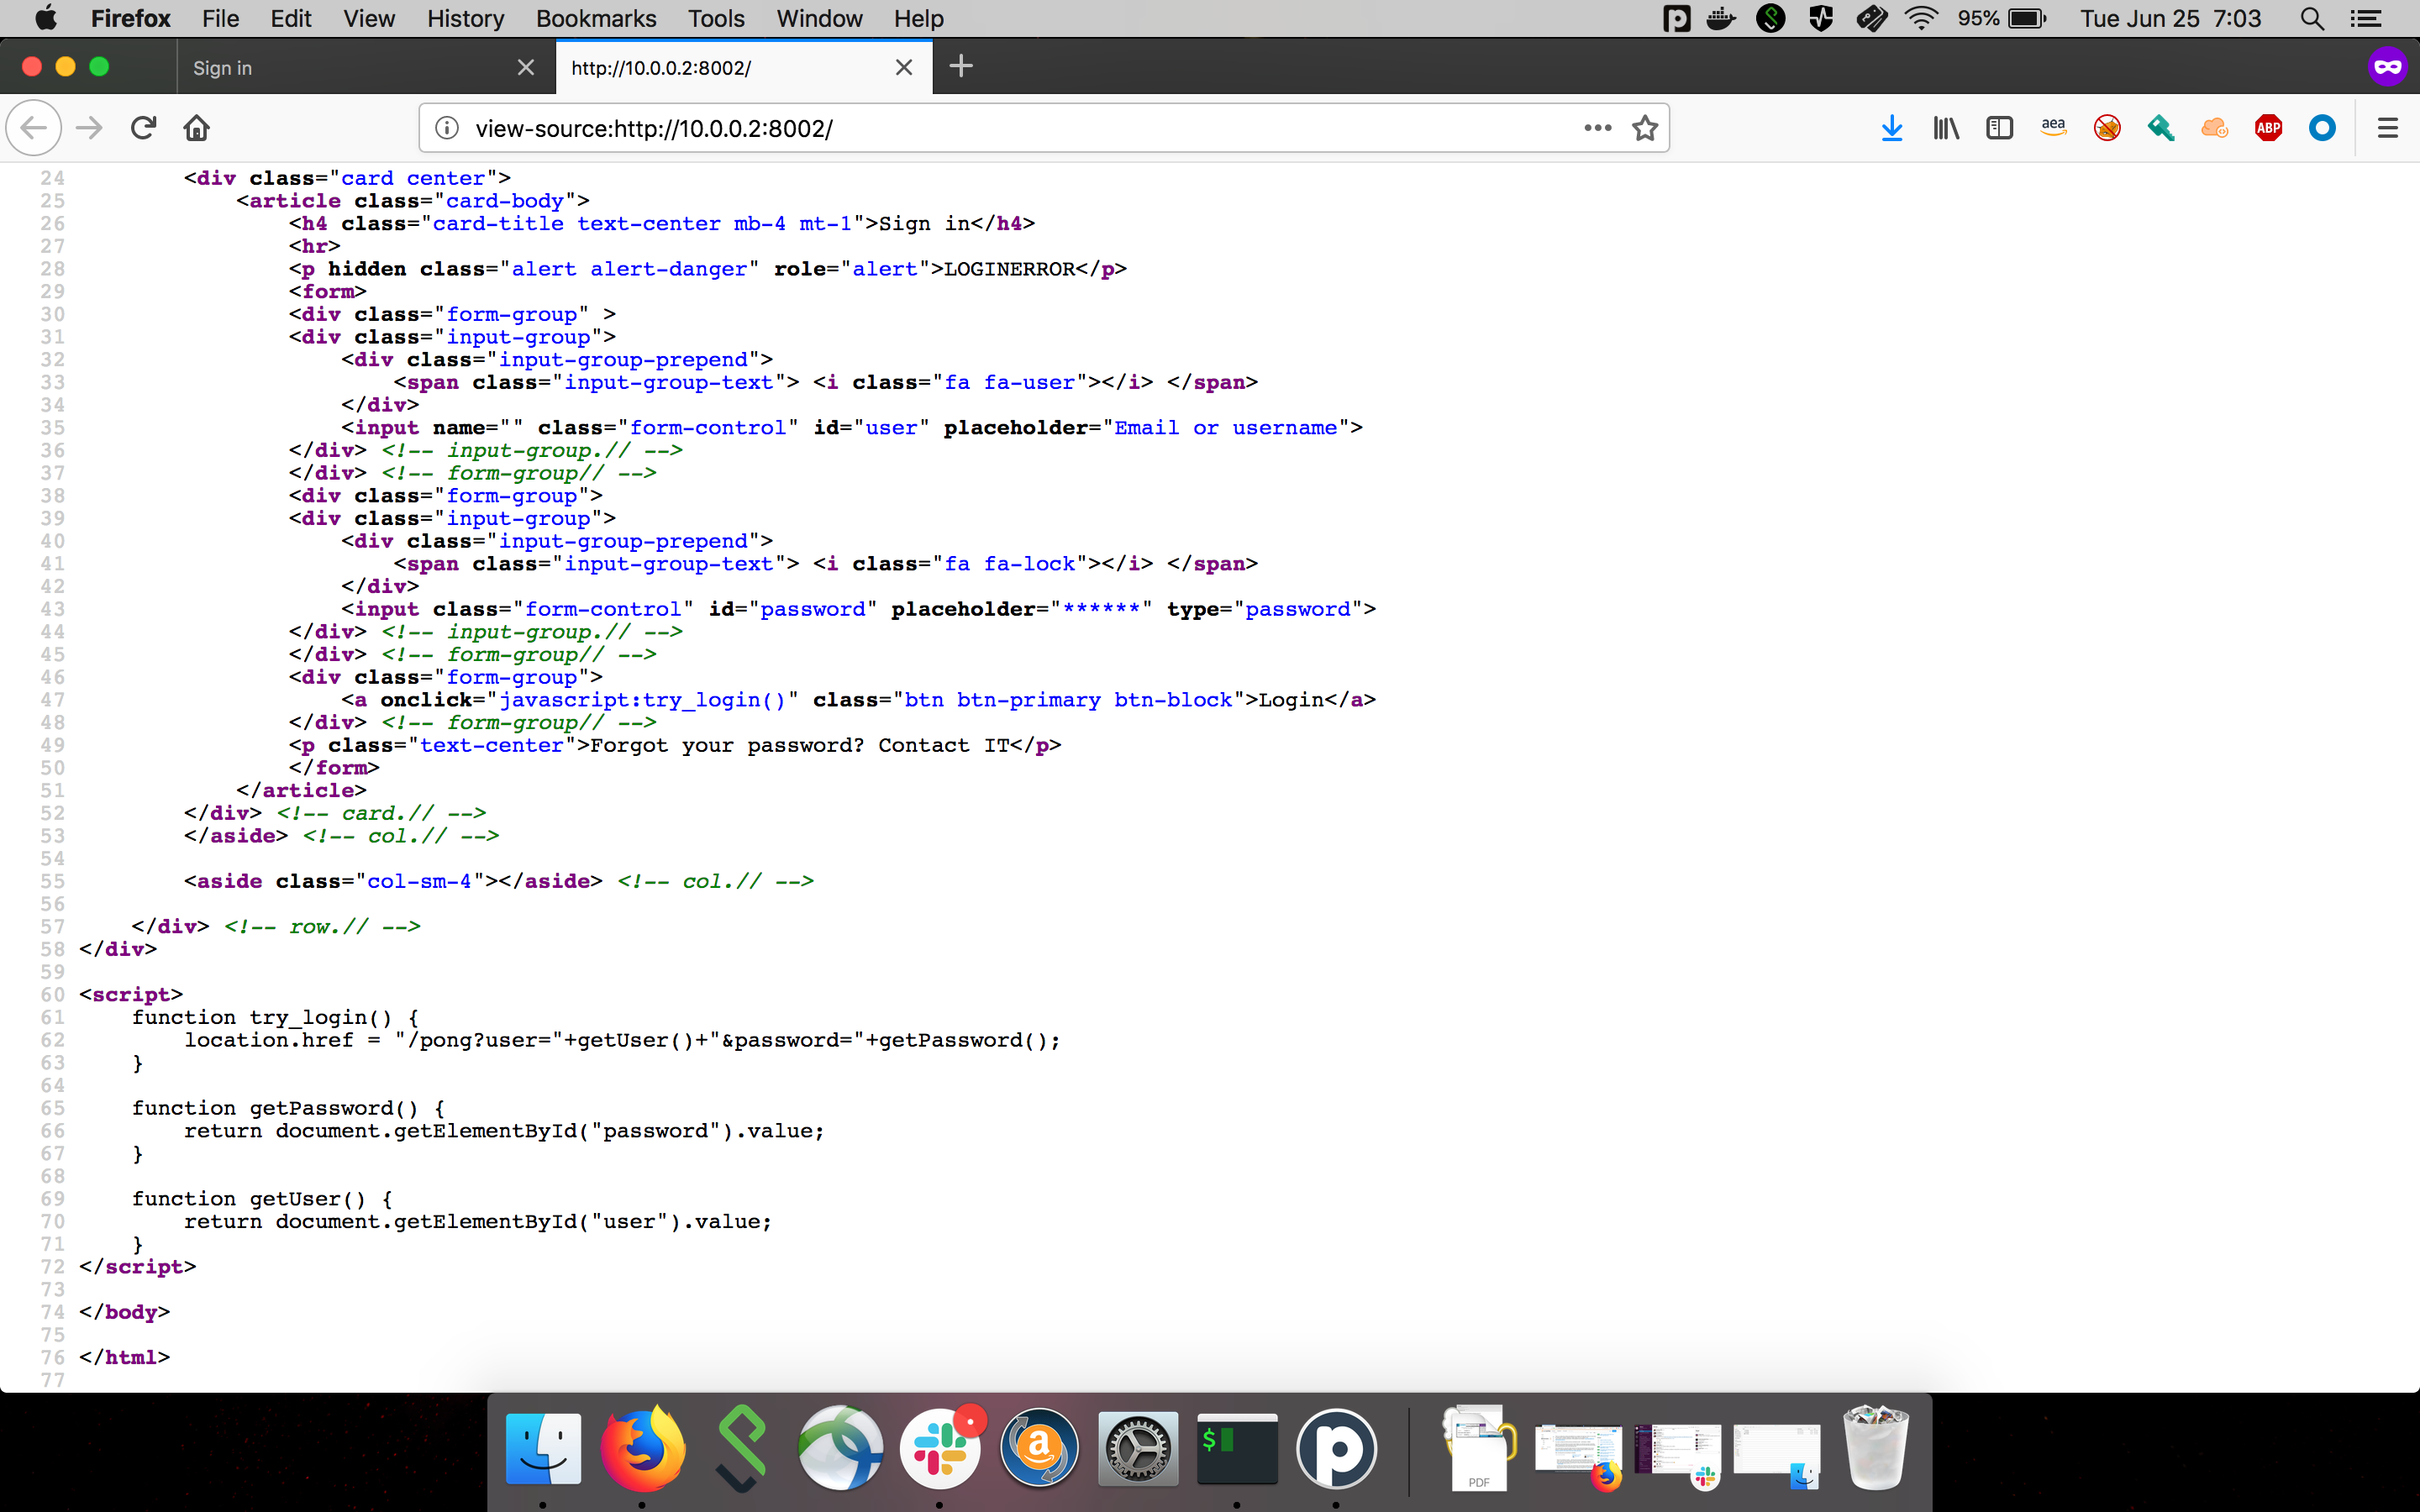 Firefox File Edit View History Bookmarks Tools Window Help 95% Tue Jun 25 7:03
Sign in http://10.0.0.2:8002/
view-source:http://10.0.0.2:8002/ aea ABP
24 <div class="card center">
25 <article class="card-body">
26 <h4 class="card-title text-center mb-4 mt-1">Sign in</h4>
27 <hr>
28 <p hidden class="alert alert-danger" role="alert">LOGINERROR</p>
29 <form>
30 <div class="form-group" >
31 <div class="input-group">
32 <div class="input-group-prepend">
33 <span class="input-group-text"> <i class="fa fa-user"></i> </span>
34 </div>
35 <input name="" class="form-control" id="user" placeholder="Email or username">
36 </div> <!-- input-group.// -->
37 </div> <!-- form-group// -->
38 <div class="form-group">
39 <div class="input-group">
40 <div class="input-group-prepend">
41 <span class="input-group-text"> <i class="fa fa-lock"></i> </span>
42 </div>
43 <input class="form-control" id="password" placeholder="******" type="password">
44 </div> <!-- input-group.// -->
45 </div> <!-- form-group// -->
46 <div class="form-group">
47 <a onclick="javascript:try_login()" class="btn btn-primary btn-block">Login</a>
48 </div> <!-- form-group// -->
49 <p class="text-center">Forgot your password? Contact IT</p>
50 </form>
51 </article>
52 </div> <!-- card.// -->
53 </aside> <!-- col.// -->
54
55 <aside class="col-sm-4"></aside> <!-- col.// -->
56
57 </div> <!-- row.// -->
58 </div>
59
60 <script>
61 function try_login() {
62 location.href = "/pong?user="+getUser()+"&password="+getPassword();
63 }
64
65 function getPassword() {
66 return document.getElementById("password").value;
67 }
68
69 function getUser() {
70 return document.getElementById("user").value;
71 }
72 </script>
73
74 </body>
75
76 </html>
77
$
PDF